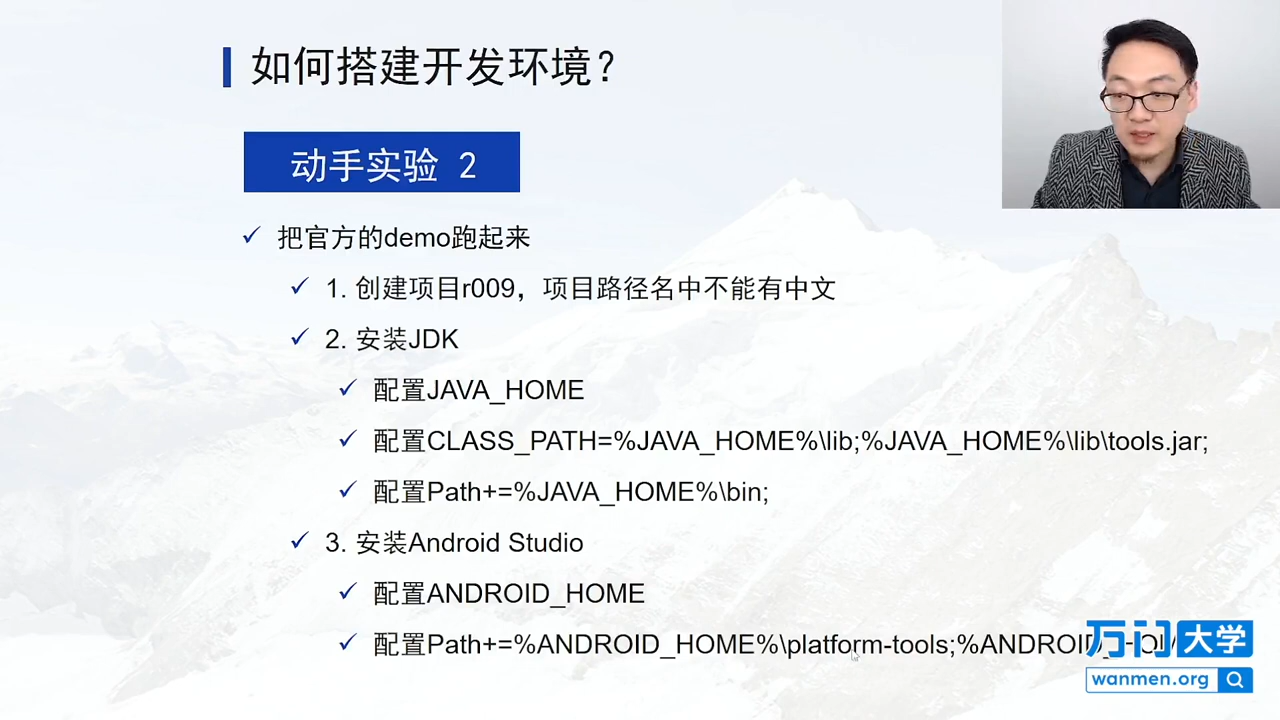 如何搭建开发环境？
动手实验 2
把官方的demo跑起来
1. 创建项目r009，项目路径名中不能有中文
2. 安装JDK
配置JAVA_HOME
配置CLASS_PATH=%JAVA_HOME%\lib;%JAVA_HOME%\lib\tools.jar;
配置Path+=%JAVA_HOME%\bin;
3. 安装Android Studio
配置ANDROID_HOME
配置Path+=%ANDROID_HOME%\platform-tools;%ANDROID
万门大学
wanmen.org